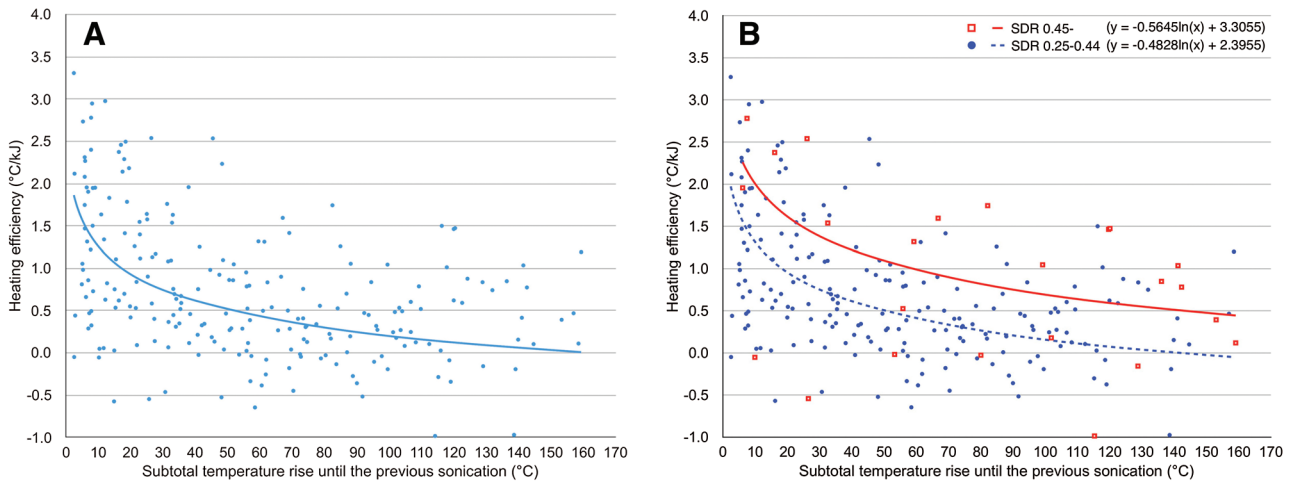 A
4.0
3.5
3.0
2.5
2.0
1.5
1.0
0.5
0.0
-0.5
-1.0
Heating efficiency (°C/kJ)
0 10 20 30 40 50 60 70 80 90 100 110 120 130 140 150 160 170
Subtotal temperature rise until the previous sonication (°C)
B
SDR 0.45- (y = -0.5645ln(x) + 3.3055)
SDR 0.25-0.44 (y = -0.4828ln(x) + 2.3955)
4.0
3.5
3.0
2.5
2.0
1.5
1.0
0.5
0.0
-0.5
-1.0
Heating efficiency (°C/kJ)
0 10 20 30 40 50 60 70 80 90 100 110 120 130 140 150 160 170
Subtotal temperature rise until the previous sonication (°C)